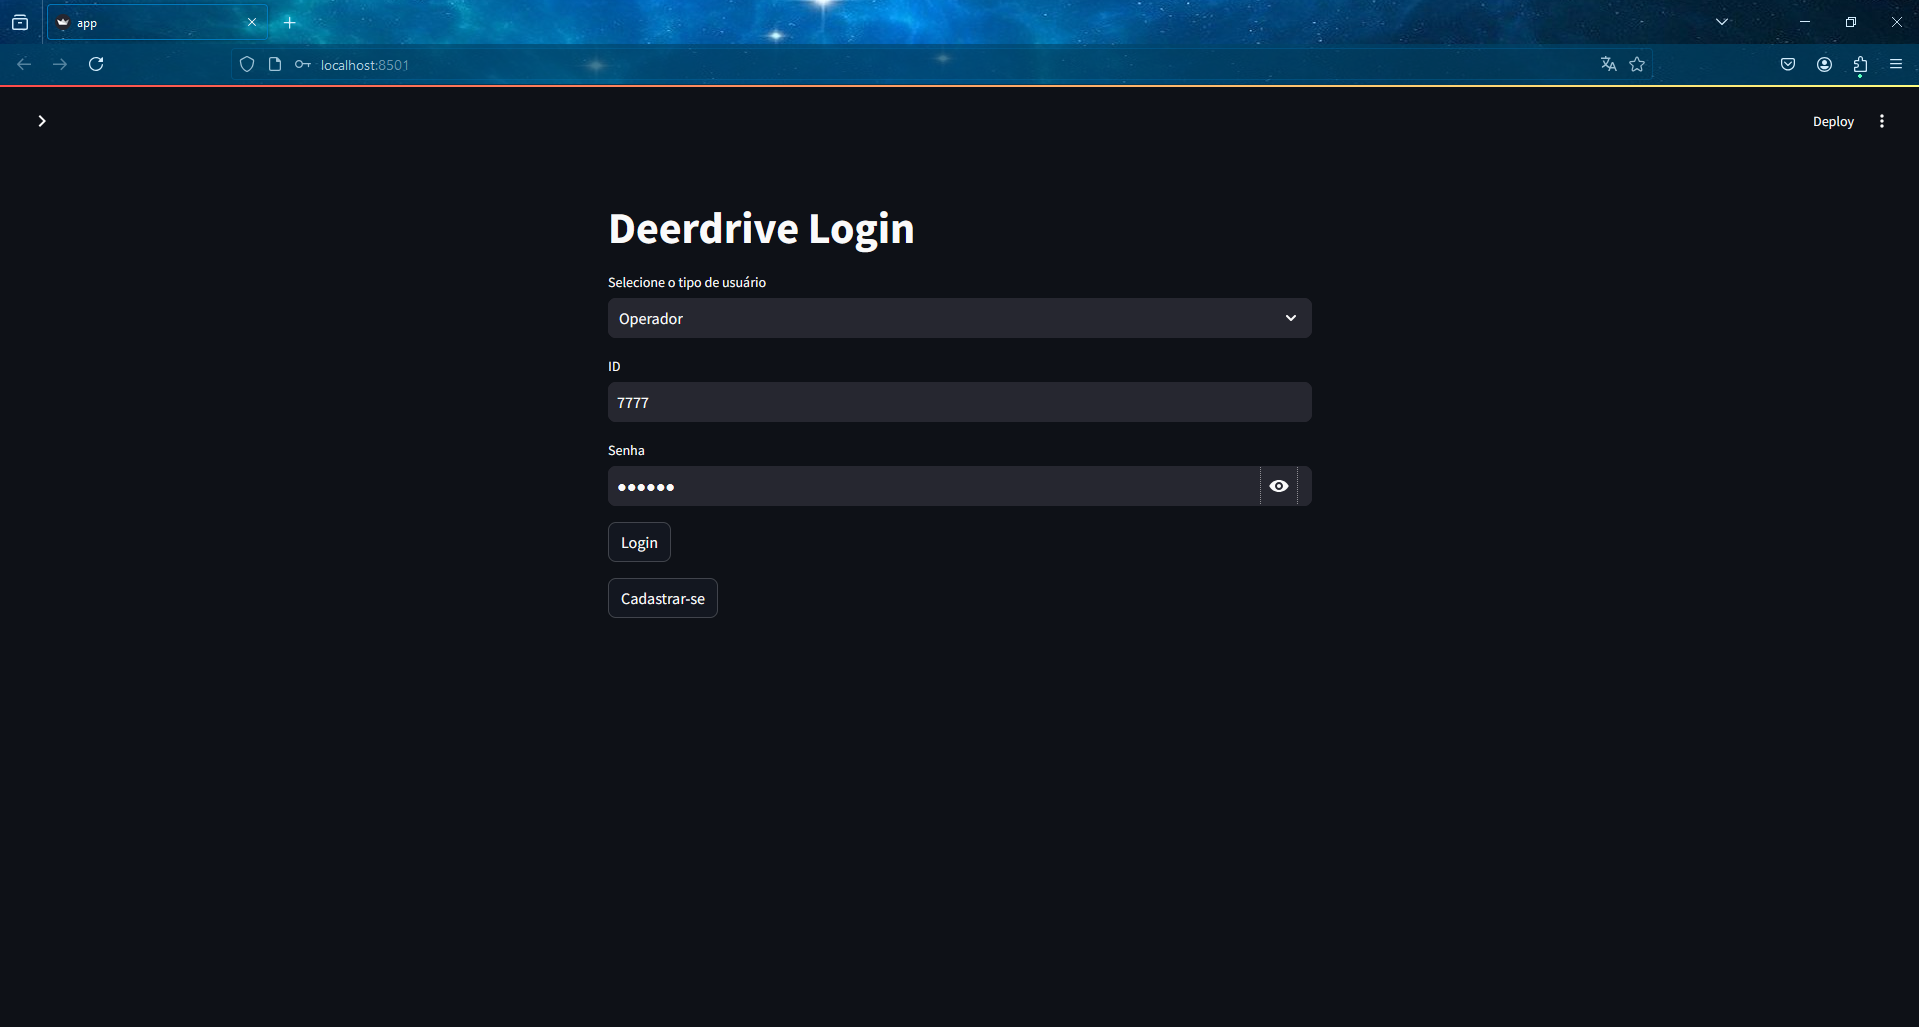 app
localhost:8501
Deploy
Deerdrive Login
Selecione o tipo de usuário
Operador
ID
7777
Senha
●●●●●●
Login
Cadastrar-se